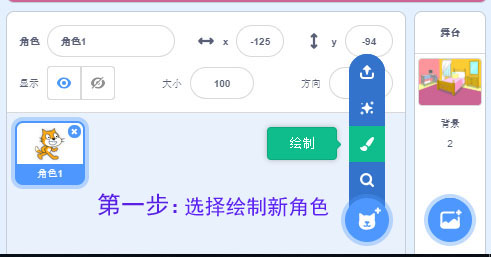 角色 角色1 x -125 y -94
显示 大小 100 方向
舞台
绘制
角色1
背景
2
第一步:选择绘制新角色